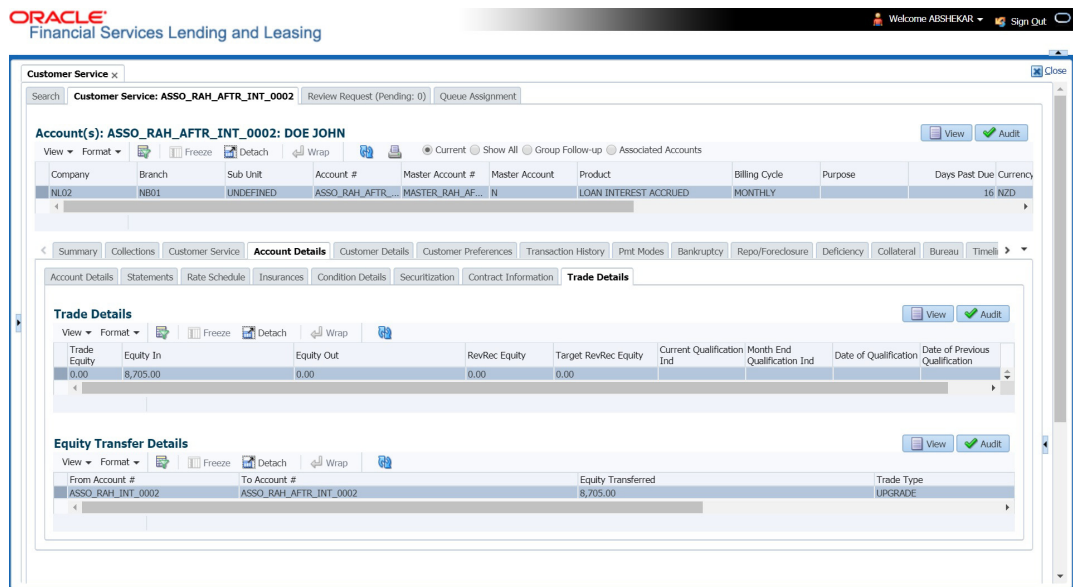 ORACLE
Financial Services Lending and Leasing
Welcome ABSHEKAR
Sign Out
Customer Service
Close
Search
Customer Service: ASSO_RAH_AFTR_INT_0002
Review Request (Pending: 0)
Queue Assignment
Account(s): ASSO_RAH_AFTR_INT_0002: DOE JOHN
View
Audit
View Format Freeze Detach Wrap Current Show All Group Follow-up Associated Accounts
Company Branch Sub Unit Account # Master Account # Master Account Product Billing Cycle Purpose Days Past Due Currency
NL02 NB01 UNDEFINED ASSO_RAH_AFTR_... MASTER_RAH_AF... N LOAN INTEREST ACCRUED MONTHLY 16 NZD
Summary Collections Customer Service Account Details Customer Details Customer Preferences Transaction History Pmt Modes Bankruptcy Repo/Foreclosure Deficiency Collateral Bureau Timeli
Account Details Statements Rate Schedule Insurances Condition Details Securitization Contract Information Trade Details
Trade Details
View
Audit
View Format Freeze Detach Wrap
Trade Equity Equity In Equity Out RevRec Equity Target RevRec Equity Current Qualification Ind Month End Qualification Ind Date of Qualification Date of Previous Qualification
0.00 8,705.00 0.00 0.00 0.00
Equity Transfer Details
View
Audit
View Format Freeze Detach Wrap
From Account # To Account # Equity Transferred Trade Type
ASSO_RAH_INT_0002 ASSO_RAH_AFTR_INT_0002 8,705.00 UPGRADE